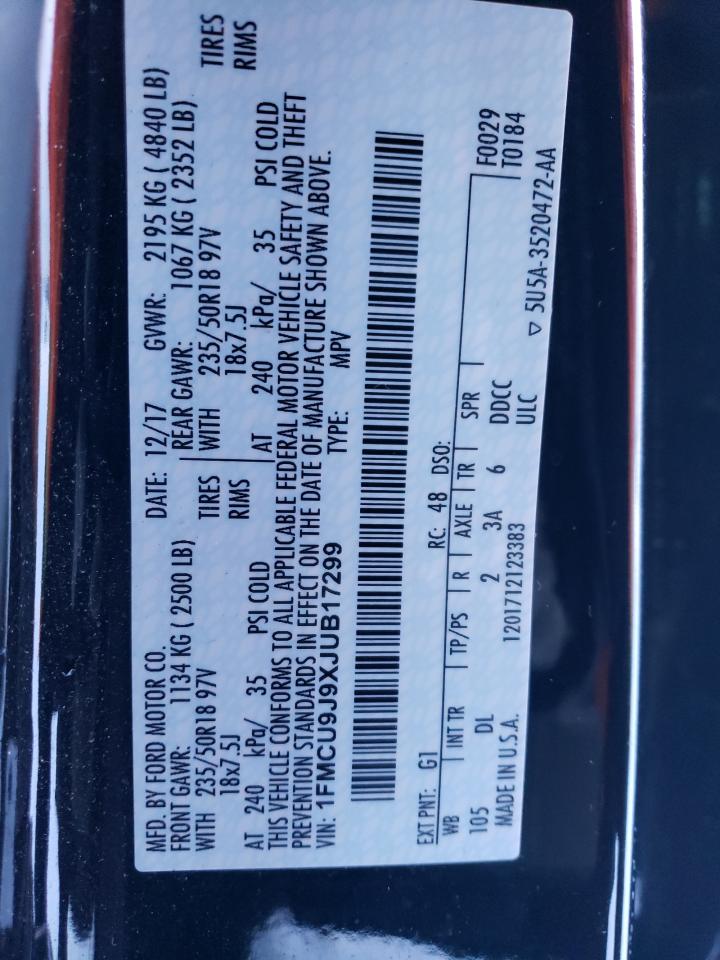 MFD. BY FORD MOTOR CO. DATE: 12/17 GVWR: 2195 KG ( 4840 LB)
FRONT GAWR: 1134 KG ( 2500 LB) REAR GAWR: 1067 KG ( 2352 LB)
WITH 235/50R18 97V TIRES WITH 235/50R18 97V TIRES
18x7.5J RIMS 18x7.5J RIMS
AT 240 kPa/ 35 PSI COLD AT 240 kPa/ 35 PSI COLD
THIS VEHICLE CONFORMS TO ALL APPLICABLE FEDERAL MOTOR VEHICLE SAFETY AND THEFT
PREVENTION STANDARDS IN EFFECT ON THE DATE OF MANUFACTURE SHOWN ABOVE.
VIN: 1FMCU9J9XJUB17299 TYPE: MPV
EXT PNT: G1 RC: 48 DSO: F0029
WB INT TR TP/PS R AXLE TR SPR T0184
105 DL 2 3A 6 DDCC
MADE IN U.S.A. 1201712123383 ULC ▽ 5U5A-3520472-AA